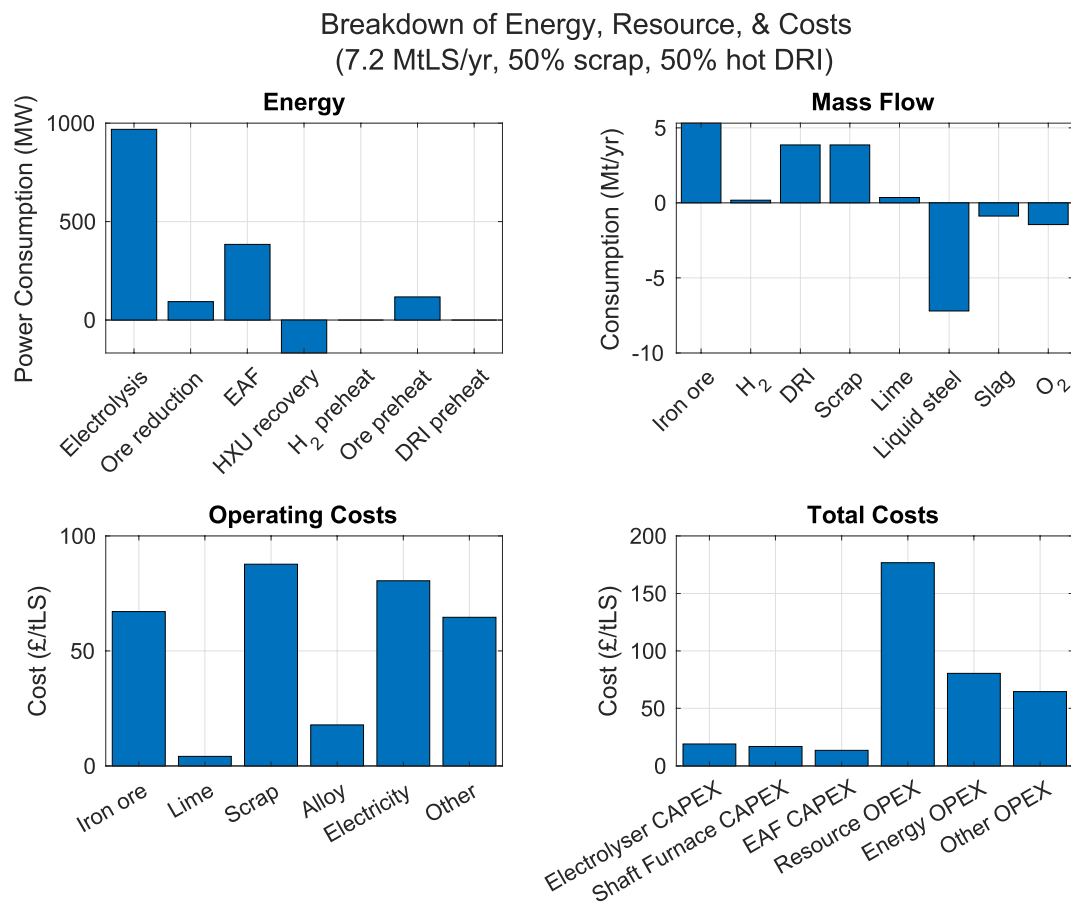 Breakdown of Energy, Resource, & Costs
(7.2 MtLS/yr, 50% scrap, 50% hot DRI)
Energy
Power Consumption (MW)
1000
500
0
Electrolysis
Ore reduction
EAF
HXU recovery
H2 preheat
Ore preheat
DRI preheat
Mass Flow
Consumption (Mt/yr)
5
0
-5
-10
Iron ore
H2
DRI
Scrap
Lime
Liquid steel
Slag
O2
Operating Costs
Cost (£/tLS)
100
50
0
Iron ore
Lime
Scrap
Alloy
Electricity
Other
Total Costs
Cost (£/tLS)
200
150
100
50
0
Electrolyser CAPEX
Shaft Furnace CAPEX
EAF CAPEX
Resource OPEX
Energy OPEX
Other OPEX